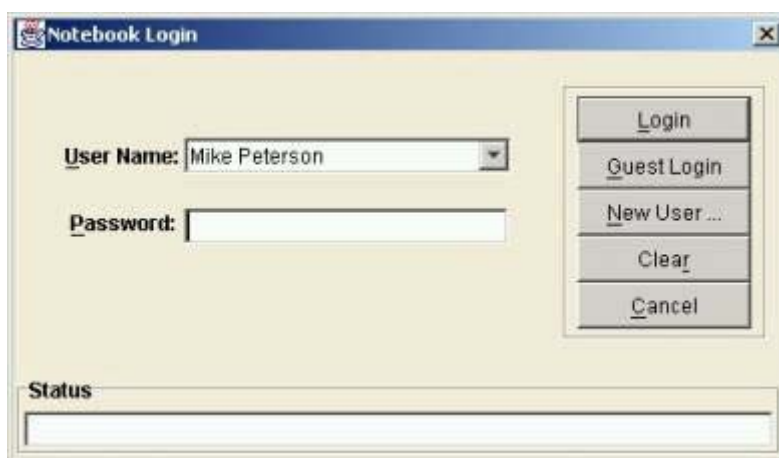 Notebook Login
User Name: Mike Peterson
Password:
Login
Guest Login
New User ...
Clear
Cancel
Status